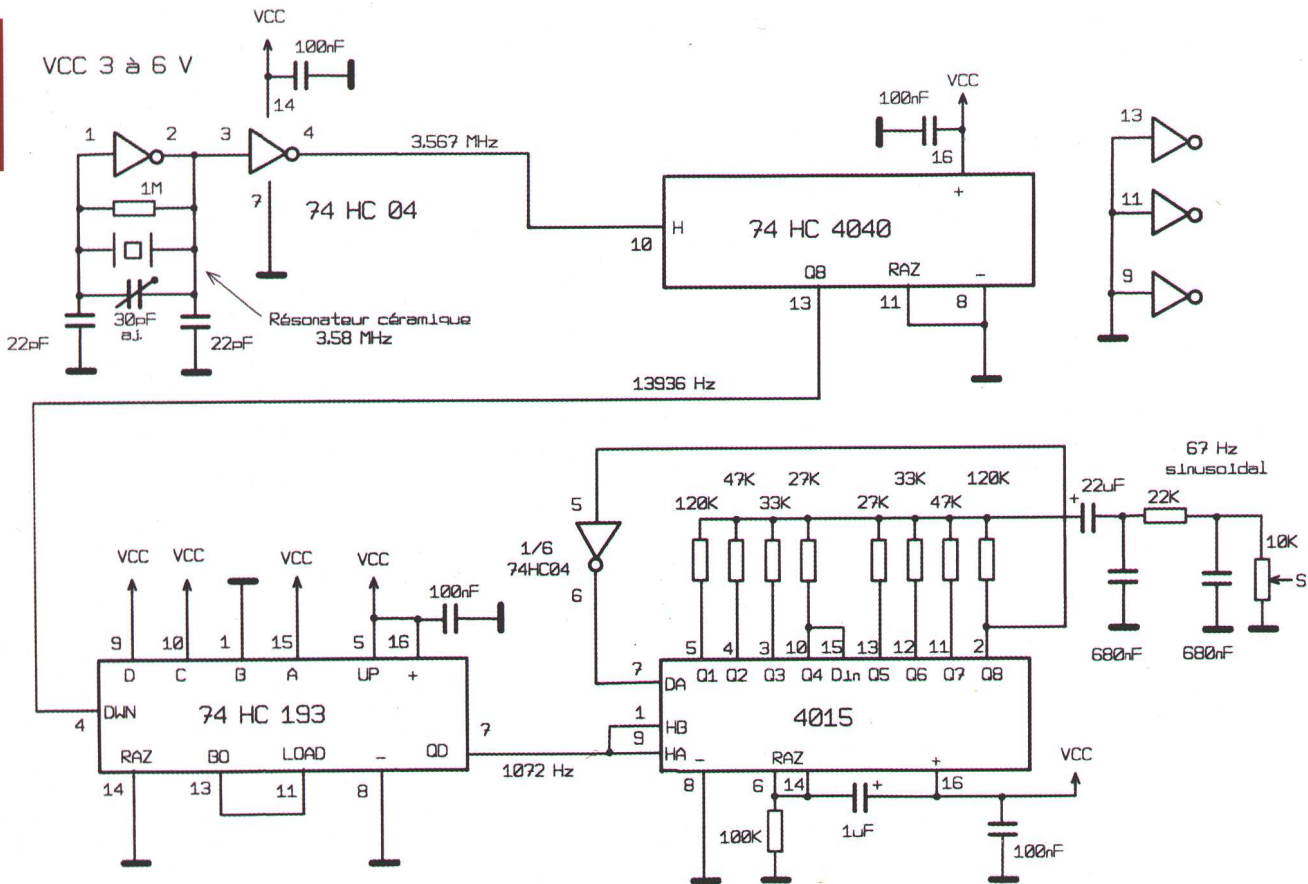 VCC 3 à 6 V
VCC
100nF
14
1
2
3
4
1M
7
74 HC 04
3.567 MHz
30pF
aj.
22pF
22pF
Résonateur céramique
3.58 MHz
VCC
100nF
16
+
H
10
74 HC 4040
Q8
RAZ
-
13
11
8
13
11
9
13936 Hz
67 Hz
sinusoidal
120K
47K
33K
27K
27K
33K
47K
120K
+
22uF
22K
10K
S
680nF
680nF
5
1/6
74HC04
6
VCC
VCC
VCC
VCC
100nF
9
10
1
15
5
16
D
C
B
A
UP
+
DWN
4
74 HC 193
7
QD
RAZ
BO
LOAD
-
14
13
11
8
1072 Hz
5
4
3
10
15
13
12
11
2
Q1
Q2
Q3
Q4
Din
Q5
Q6
Q7
Q8
7
DA
1
HB
9
HA
4015
-
RAZ
+
8
6
14
16
VCC
+
1uF
100K
100nF